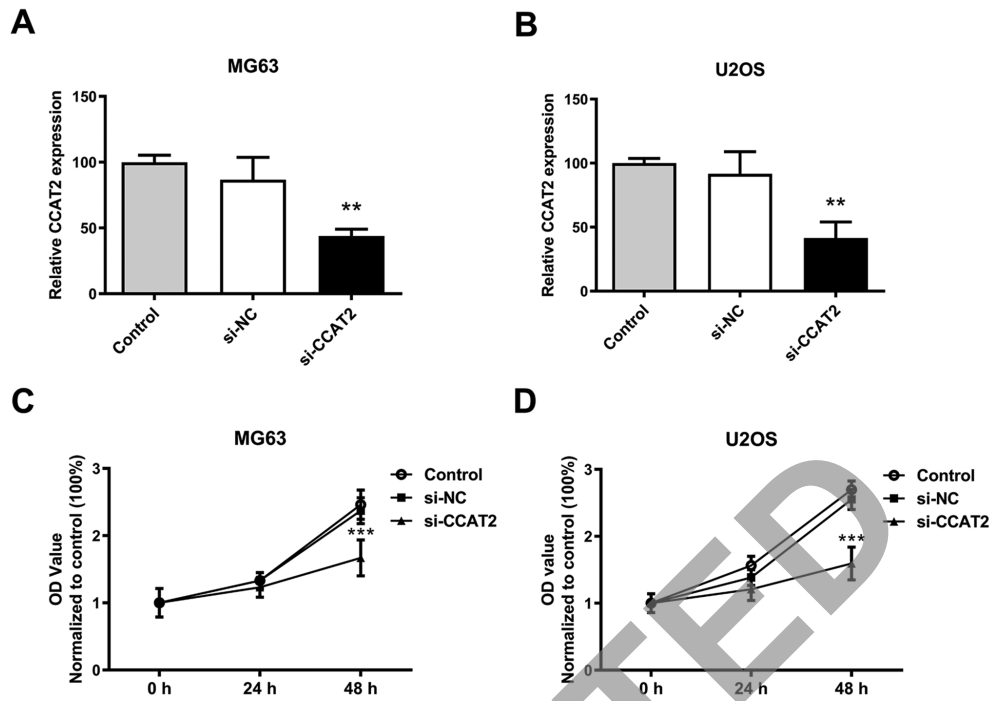 A
MG63
Relative CCAT2 expression
150
100
50
0
Control
si-NC
si-CCAT2
**
B
U2OS
Relative CCAT2 expression
150
100
50
0
Control
si-NC
si-CCAT2
**
C
MG63
OD Value
Normalized to control (100%)
3
2
1
0
0 h
24 h
48 h
***
Control
si-NC
si-CCAT2
D
U2OS
OD value
Normalized to control (100%)
3
2
1
0
0 h
24 h
48 h
***
Control
si-NC
si-CCAT2
TED